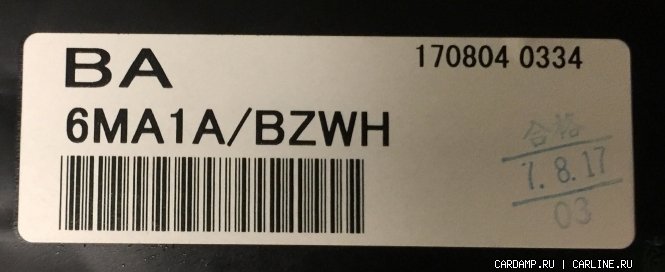 BA
170804 0334
6MA1A/BZWH
合格
7.8.17
03
CARDAMP.RU | CARLINE.RU